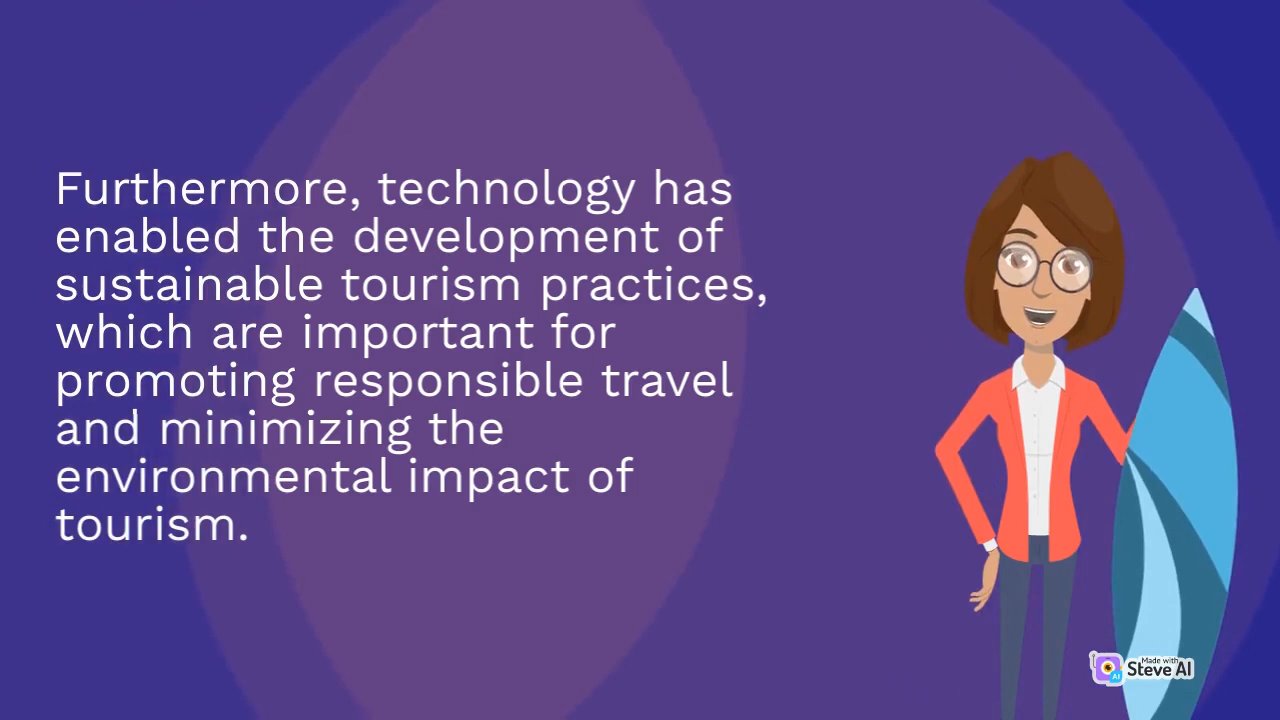 Furthermore, technology has
enabled the development of
sustainable tourism practices,
which are important for
promoting responsible travel
and minimizing the
environmental impact of
tourism.
Made with
Steve AI
AI